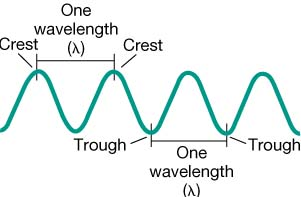 One
wavelength
(λ)
Crest
Crest
Trough
Trough
One
wavelength
(λ)